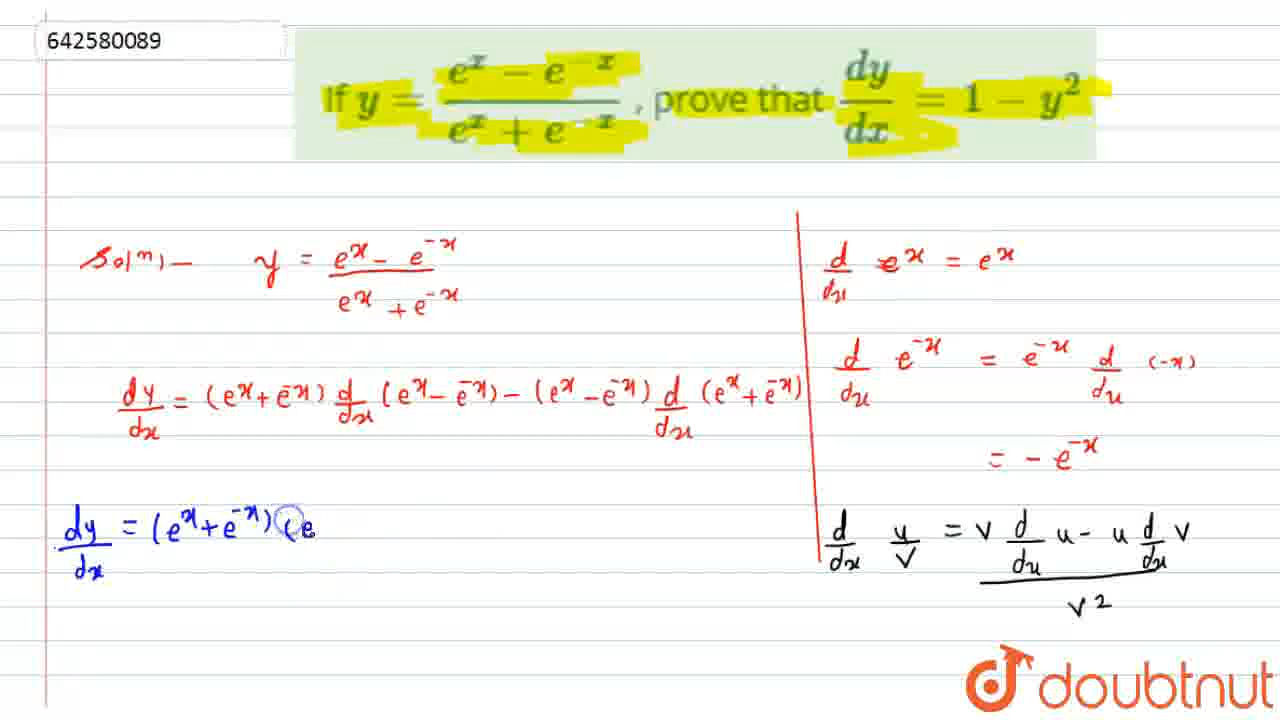 642580089
If y = (e^x − e^−x)/(e^x + e^−x), prove that dy/dx = 1 − y^2
Sol^n) – y = (e^x − e^−x)/(e^x + e^−x)
dy/dx = (e^x + e^−x) d/dx (e^x − e^−x) − (e^x − e^−x) d/dx (e^x + e^−x)
dy/dx = (e^x + e^−x) (e
d/dx e^x = e^x
d/dx e^−x = e^−x d/dx (−x)
= − e^−x
d/dx u/v = (v d/dx u − u d/dx v)/v^2
doubtnut